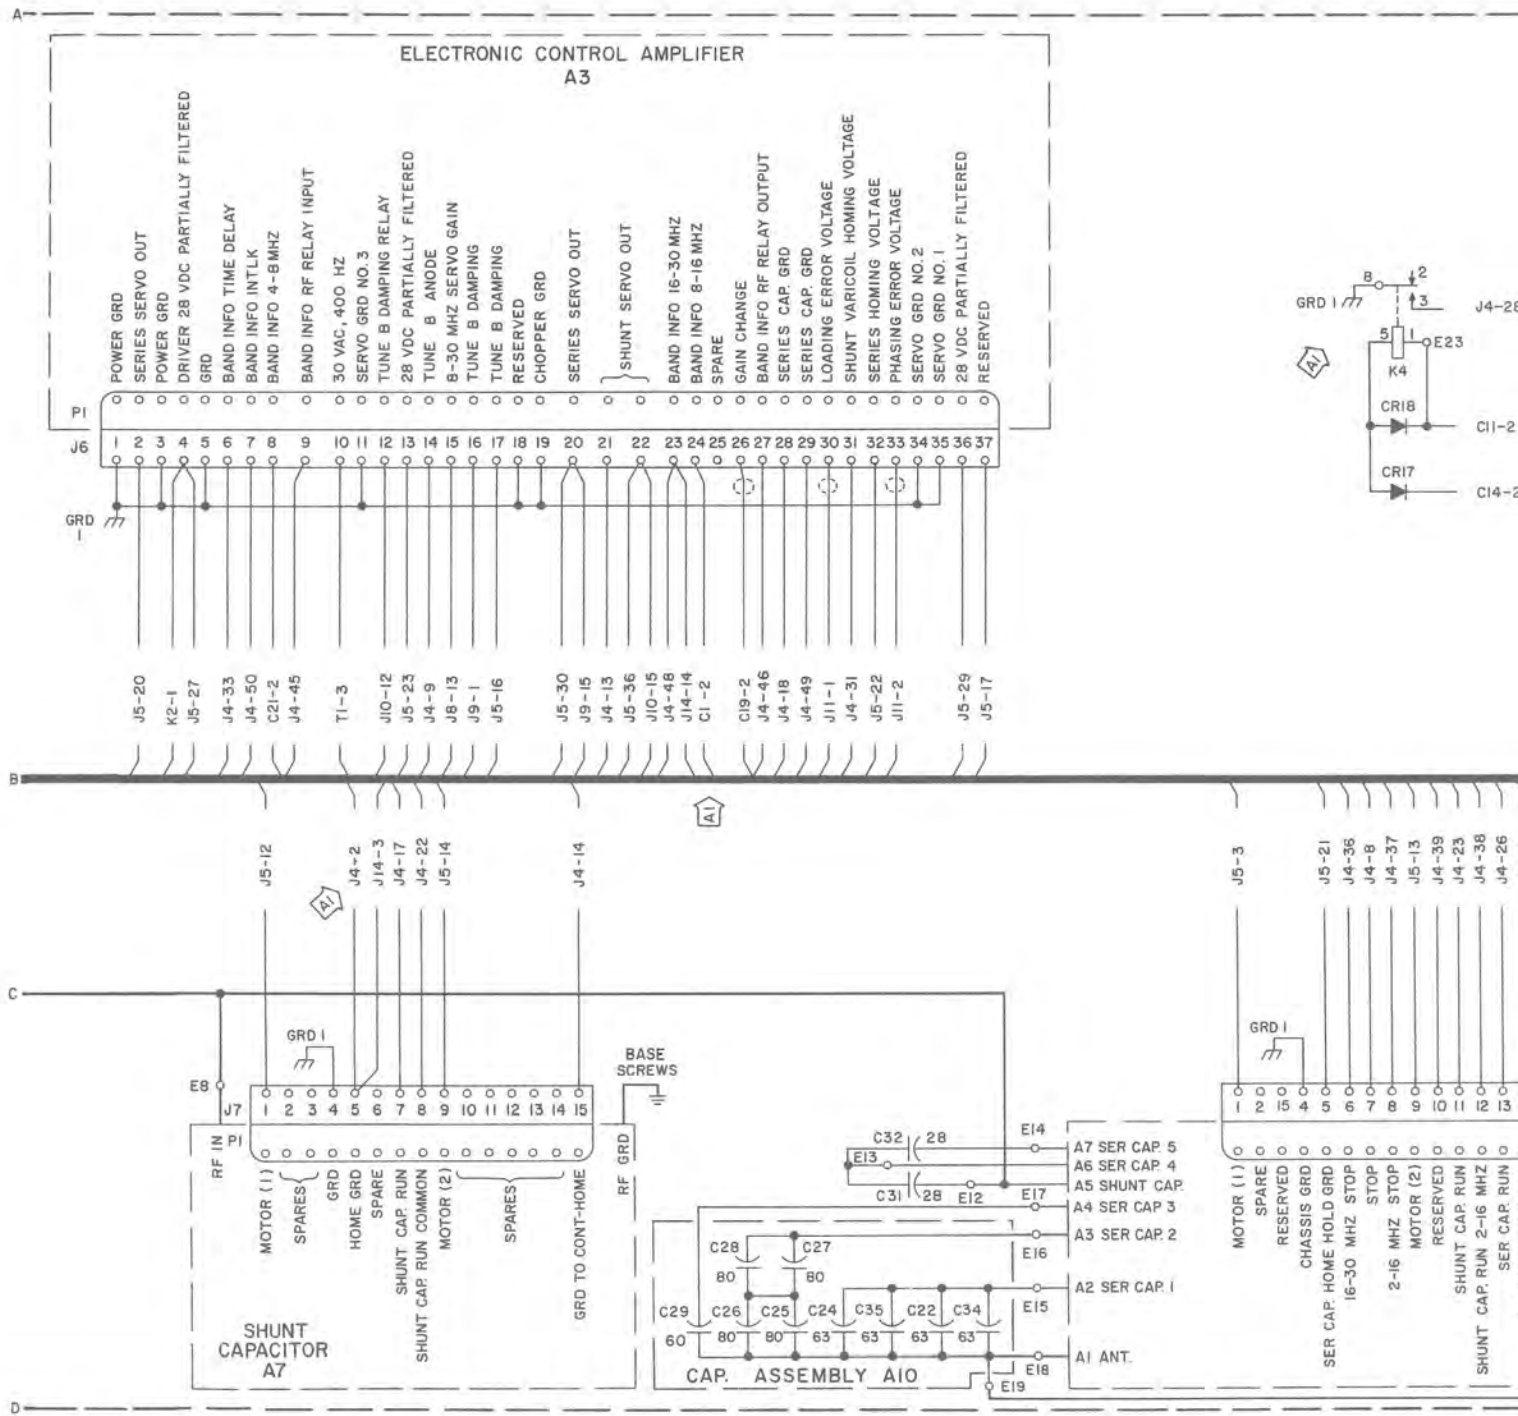 A
ELECTRONIC CONTROL AMPLIFIER
A3
POWER GRD
SERIES SERVO OUT
POWER GRD
DRIVER 28 VDC PARTIALLY FILTERED
GRD
BAND INFO TIME DELAY
BAND INFO INTLK
BAND INFO 4-8 MHZ
BAND INFO RF RELAY INPUT
30 VAC, 400 HZ
SERVO GRD NO. 3
TUNE B DAMPING RELAY
28 VDC PARTIALLY FILTERED
TUNE B ANODE
8-30 MHZ SERVO GAIN
TUNE B DAMPING
TUNE B DAMPING
RESERVED
CHOPPER GRD
SERIES SERVO OUT
SHUNT SERVO OUT
BAND INFO 16-30 MHZ
BAND INFO 8-16 MHZ
SPARE
GAIN CHANGE
BAND INFO RF RELAY OUTPUT
SERIES CAP. GRD
SERIES CAP. GRD
LOADING ERROR VOLTAGE
SHUNT VARICOIL HOMING VOLTAGE
SERIES HOMING VOLTAGE
PHASING ERROR VOLTAGE
SERVO GRD NO. 2
SERVO GRD NO. 1
28 VDC PARTIALLY FILTERED
RESERVED
P1
J6
1 2 3 4 5 6 7 8 9 10 11 12 13 14 15 16 17 18 19 20 21 22 23 24 25 26 27 28 29 30 31 32 33 34 35 36 37
GRD
1
8
2
3
GRD 1
J4-28
5
1
E23
K4
A1
CR18
C11-2
CR17
C14-2
J5-20
K2-1
J5-27
J4-33
J4-50
C21-2
J4-45
T1-3
J10-12
J5-23
J4-9
J8-13
J9-1
J5-16
J5-30
J9-15
J4-13
J5-36
J10-15
J4-48
J14-14
C1-2
C19-2
J4-46
J4-18
J4-49
J11-1
J4-31
J5-22
J11-2
J5-29
J5-17
B
A1
J5-12
J4-2
J14-3
J4-17
J4-22
J5-14
J4-14
A1
J5-3
J5-21
J4-36
J4-8
J4-37
J5-13
J4-39
J4-23
J4-38
J4-26
C
GRD 1
E8
J7
1 2 3 4 5 6 7 8 9 10 11 12 13 14 15
P1
RF IN
MOTOR (1)
SPARES
GRD
HOME GRD
SPARE
SHUNT CAP. RUN
SHUNT CAP. RUN COMMON
MOTOR (2)
SPARES
GRD TO CONT-HOME
RF GRD
BASE
SCREWS
SHUNT
CAPACITOR
A7
C32
28
E14
A7 SER CAP. 5
E13
A6 SER CAP. 4
A5 SHUNT CAP.
C31
28
E12
E17
A4 SER CAP 3
A3 SER CAP. 2
E16
C28
C27
80
80
A2 SER CAP. 1
E15
C29
C26
C25
C24
C35
C22
C34
60
80
80
63
63
63
63
A1 ANT.
E18
E19
CAP. ASSEMBLY A10
GRD 1
1 2 15 4 5 6 7 8 9 10 11 12 13
MOTOR (1)
SPARE
RESERVED
CHASSIS GRD
SER CAP. HOME HOLD GRD
16-30 MHZ STOP
STOP
2-16 MHZ STOP
MOTOR (2)
RESERVED
SHUNT CAP. RUN
SHUNT CAP. RUN 2-16 MHZ
SER CAP. RUN
D